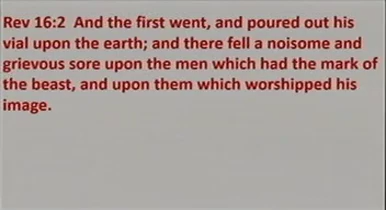 Rev 16:2  And the first went, and poured out his
vial upon the earth; and there fell a noisome and
grievous sore upon the men which had the mark of
the beast, and upon them which worshipped his
image.